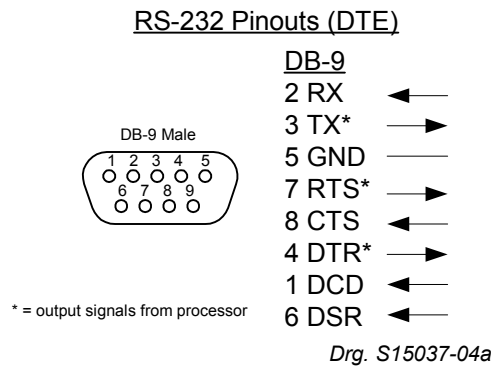 RS-232 Pinouts (DTE)
DB-9
2 RX
3 TX*
5 GND
7 RTS*
8 CTS
4 DTR*
1 DCD
6 DSR
DB-9 Male
1 2 3 4 5
6 7 8 9
* = output signals from processor
Drg. S15037-04a